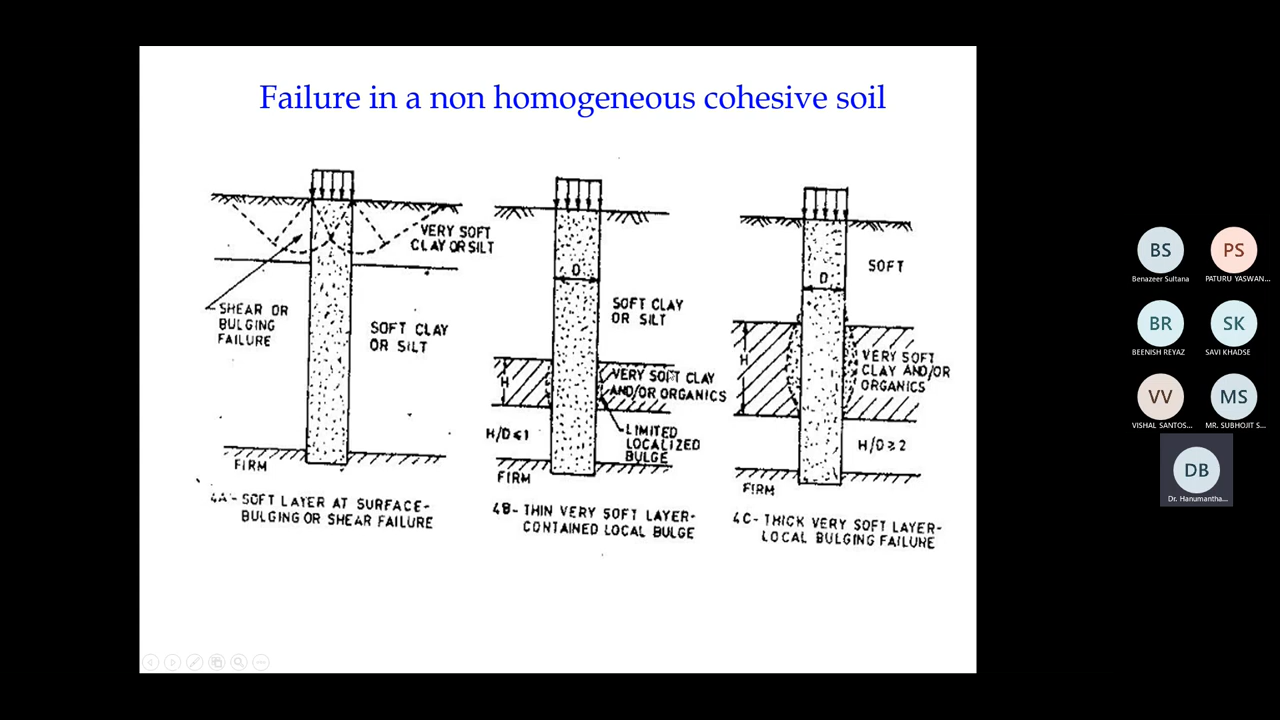 Failure in a non homogeneous cohesive soil
VERY SOFT
CLAY OR SILT
SHEAR OR
BULGING
FAILURE
SOFT CLAY
OR SILT
FIRM
4A - SOFT LAYER AT SURFACE-
BULGING OR SHEAR FAILURE
D
SOFT CLAY
OR SILT
H
VERY SOFT CLAY
AND/OR ORGANICS
H/D ≤ 1
LIMITED
LOCALIZED
BULGE
FIRM
4B- THIN VERY SOFT LAYER-
CONTAINED LOCAL BULGE
SOFT
D
H
VERY SOFT
CLAY AND/OR
ORGANICS
H/D ≥ 2
FIRM
4C- THICK VERY SOFT LAYER-
LOCAL BULGING FAILURE
BS
Benazeer Sultana
PS
PATURU YASWAN...
BR
BEENISH REYAZ
SK
SAVI KHADSE
VV
VISHAL SANTOS...
MS
MR. SUBHOJIT S...
DB
Dr. Hanumantha...